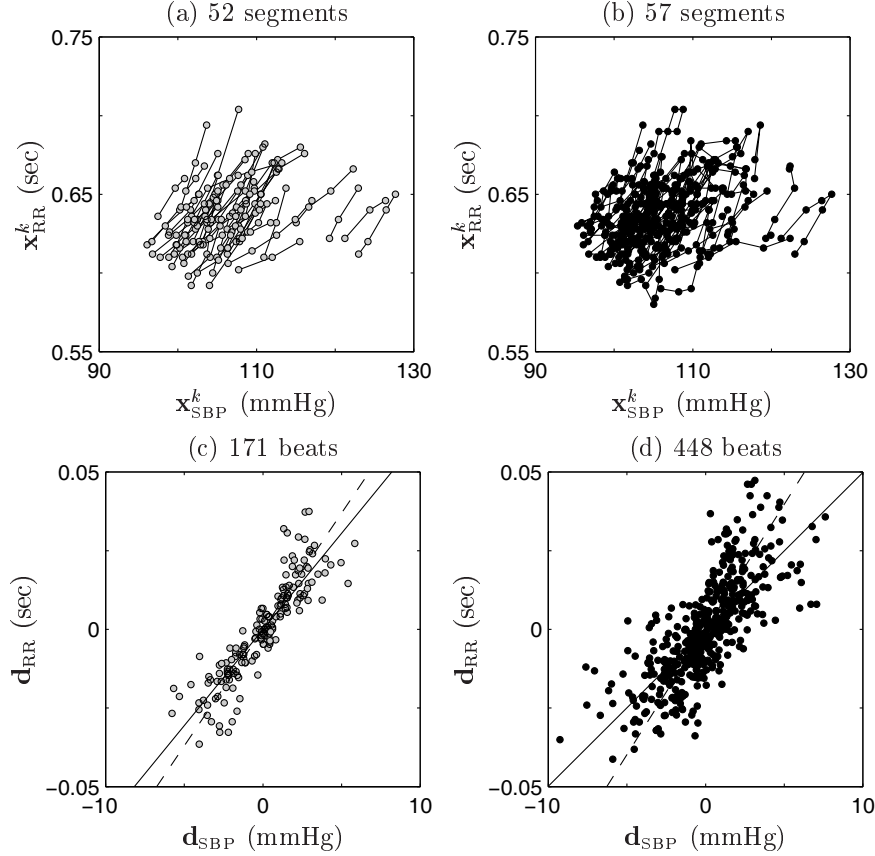 (a) 52 segments
(b) 57 segments
0.75
0.75
x^k_RR (sec)
x^k_RR (sec)
0.65
0.65
0.55
0.55
90
110
130
90
110
130
x^k_SBP (mmHg)
x^k_SBP (mmHg)
(c) 171 beats
(d) 448 beats
0.05
0.05
d_RR (sec)
d_RR (sec)
0
0
−0.05
−0.05
−10
0
10
−10
0
10
d_SBP (mmHg)
d_SBP (mmHg)